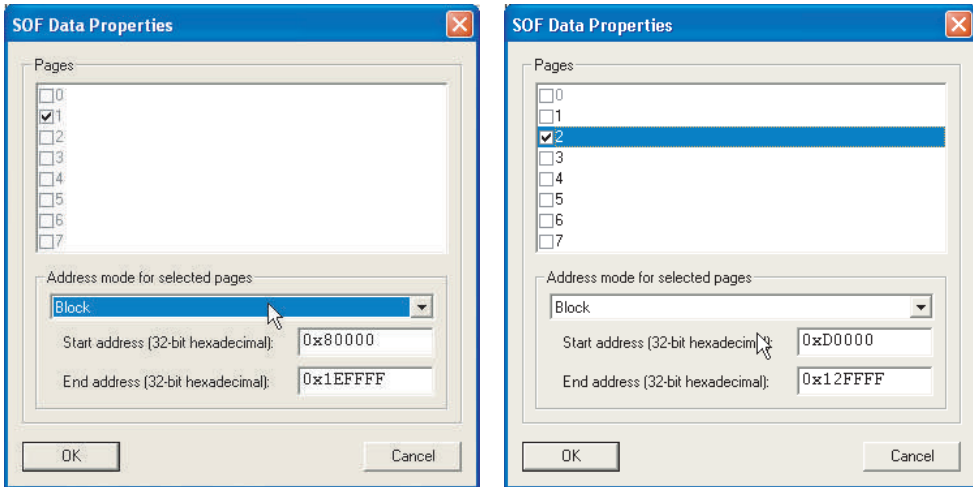 SOF Data Properties
Pages
0
1
2
3
4
5
6
7
Address mode for selected pages
Block
Start address (32-bit hexadecimal): 0x80000
End address (32-bit hexadecimal): 0x1EFFFF
OK Cancel
SOF Data Properties
Pages
0
1
2
3
4
5
6
7
Address mode for selected pages
Block
Start address (32-bit hexadecimal): 0xD0000
End address (32-bit hexadecimal): 0x12FFFF
OK Cancel